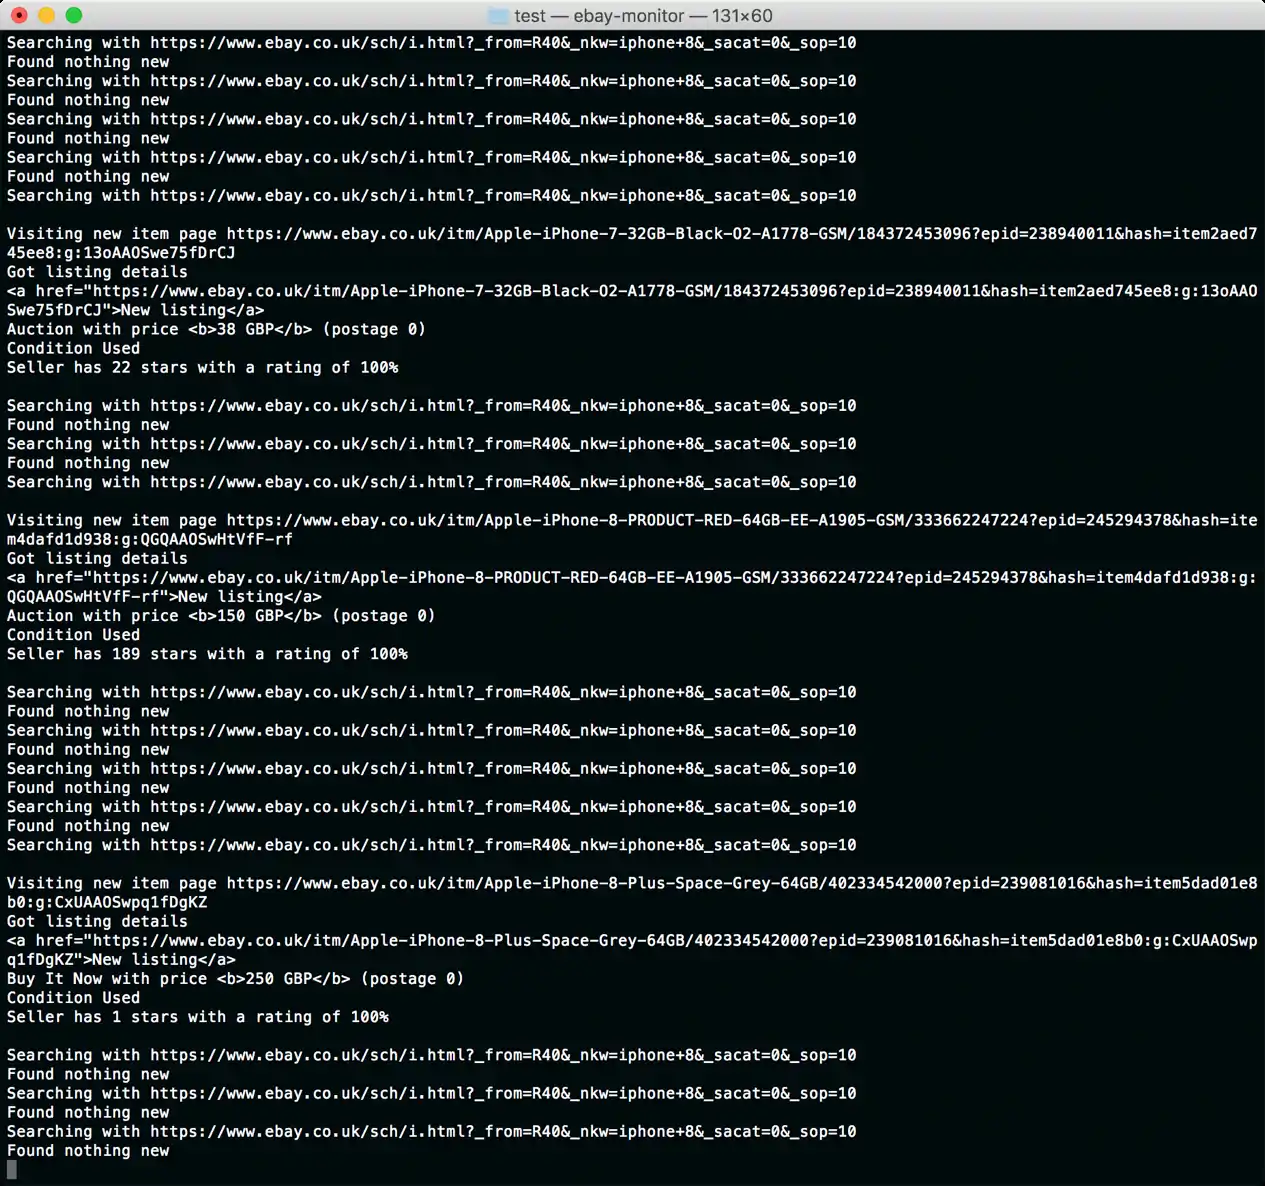 test — ebay-monitor — 131×60
Searching with https://www.ebay.co.uk/sch/i.html?_from=R40&_nkw=iphone+8&_sacat=0&_sop=10
Found nothing new
Searching with https://www.ebay.co.uk/sch/i.html?_from=R40&_nkw=iphone+8&_sacat=0&_sop=10
Found nothing new
Searching with https://www.ebay.co.uk/sch/i.html?_from=R40&_nkw=iphone+8&_sacat=0&_sop=10
Found nothing new
Searching with https://www.ebay.co.uk/sch/i.html?_from=R40&_nkw=iphone+8&_sacat=0&_sop=10
Found nothing new
Searching with https://www.ebay.co.uk/sch/i.html?_from=R40&_nkw=iphone+8&_sacat=0&_sop=10
Visiting new item page https://www.ebay.co.uk/itm/Apple-iPhone-7-32GB-Black-O2-A1778-GSM/184372453096?epid=238940011&hash=item2aed7
45ee8:g:13oAAOSwe75fDrCJ
Got listing details
<a href="https://www.ebay.co.uk/itm/Apple-iPhone-7-32GB-Black-O2-A1778-GSM/184372453096?epid=238940011&hash=item2aed745ee8:g:13oAAO
Swe75fDrCJ">New listing</a>
Auction with price <b>38 GBP</b> (postage 0)
Condition Used
Seller has 22 stars with a rating of 100%
Searching with https://www.ebay.co.uk/sch/i.html?_from=R40&_nkw=iphone+8&_sacat=0&_sop=10
Found nothing new
Searching with https://www.ebay.co.uk/sch/i.html?_from=R40&_nkw=iphone+8&_sacat=0&_sop=10
Found nothing new
Searching with https://www.ebay.co.uk/sch/i.html?_from=R40&_nkw=iphone+8&_sacat=0&_sop=10
Visiting new item page https://www.ebay.co.uk/itm/Apple-iPhone-8-PRODUCT-RED-64GB-EE-A1905-GSM/333662247224?epid=245294378&hash=ite
m4dafd1d938:g:QGQAAOSwHtVfF-rf
Got listing details
<a href="https://www.ebay.co.uk/itm/Apple-iPhone-8-PRODUCT-RED-64GB-EE-A1905-GSM/333662247224?epid=245294378&hash=item4dafd1d938:g:
QGQAAOSwHtVfF-rf">New listing</a>
Auction with price <b>150 GBP</b> (postage 0)
Condition Used
Seller has 189 stars with a rating of 100%
Searching with https://www.ebay.co.uk/sch/i.html?_from=R40&_nkw=iphone+8&_sacat=0&_sop=10
Found nothing new
Searching with https://www.ebay.co.uk/sch/i.html?_from=R40&_nkw=iphone+8&_sacat=0&_sop=10
Found nothing new
Searching with https://www.ebay.co.uk/sch/i.html?_from=R40&_nkw=iphone+8&_sacat=0&_sop=10
Found nothing new
Searching with https://www.ebay.co.uk/sch/i.html?_from=R40&_nkw=iphone+8&_sacat=0&_sop=10
Found nothing new
Searching with https://www.ebay.co.uk/sch/i.html?_from=R40&_nkw=iphone+8&_sacat=0&_sop=10
Visiting new item page https://www.ebay.co.uk/itm/Apple-iPhone-8-Plus-Space-Grey-64GB/402334542000?epid=239081016&hash=item5dad01e8
b0:g:CxUAAOSwpq1fDgKZ
Got listing details
<a href="https://www.ebay.co.uk/itm/Apple-iPhone-8-Plus-Space-Grey-64GB/402334542000?epid=239081016&hash=item5dad01e8b0:g:CxUAAOSwp
q1fDgKZ">New listing</a>
Buy It Now with price <b>250 GBP</b> (postage 0)
Condition Used
Seller has 1 stars with a rating of 100%
Searching with https://www.ebay.co.uk/sch/i.html?_from=R40&_nkw=iphone+8&_sacat=0&_sop=10
Found nothing new
Searching with https://www.ebay.co.uk/sch/i.html?_from=R40&_nkw=iphone+8&_sacat=0&_sop=10
Found nothing new
Searching with https://www.ebay.co.uk/sch/i.html?_from=R40&_nkw=iphone+8&_sacat=0&_sop=10
Found nothing new